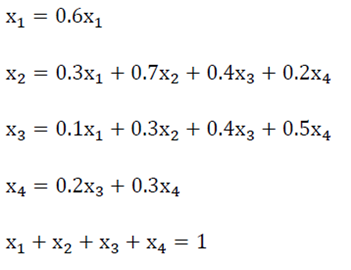 x₁ = 0.6x₁
x₂ = 0.3x₁ + 0.7x₂ + 0.4x₃ + 0.2x₄
x₃ = 0.1x₁ + 0.3x₂ + 0.4x₃ + 0.5x₄
x₄ = 0.2x₃ + 0.3x₄
x₁ + x₂ + x₃ + x₄ = 1